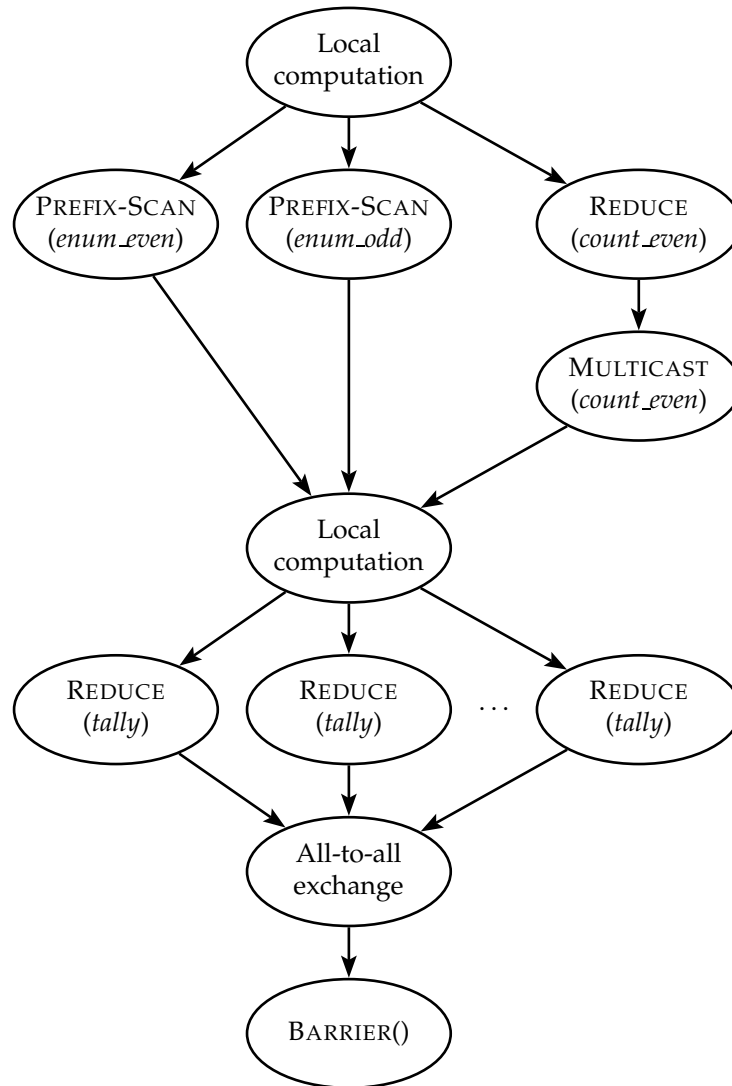 Local
computation
PREFIX-SCAN
(enum_even)
PREFIX-SCAN
(enum_odd)
REDUCE
(count_even)
MULTICAST
(count_even)
Local
computation
REDUCE
(tally)
REDUCE
(tally)
...
REDUCE
(tally)
All-to-all
exchange
BARRIER()